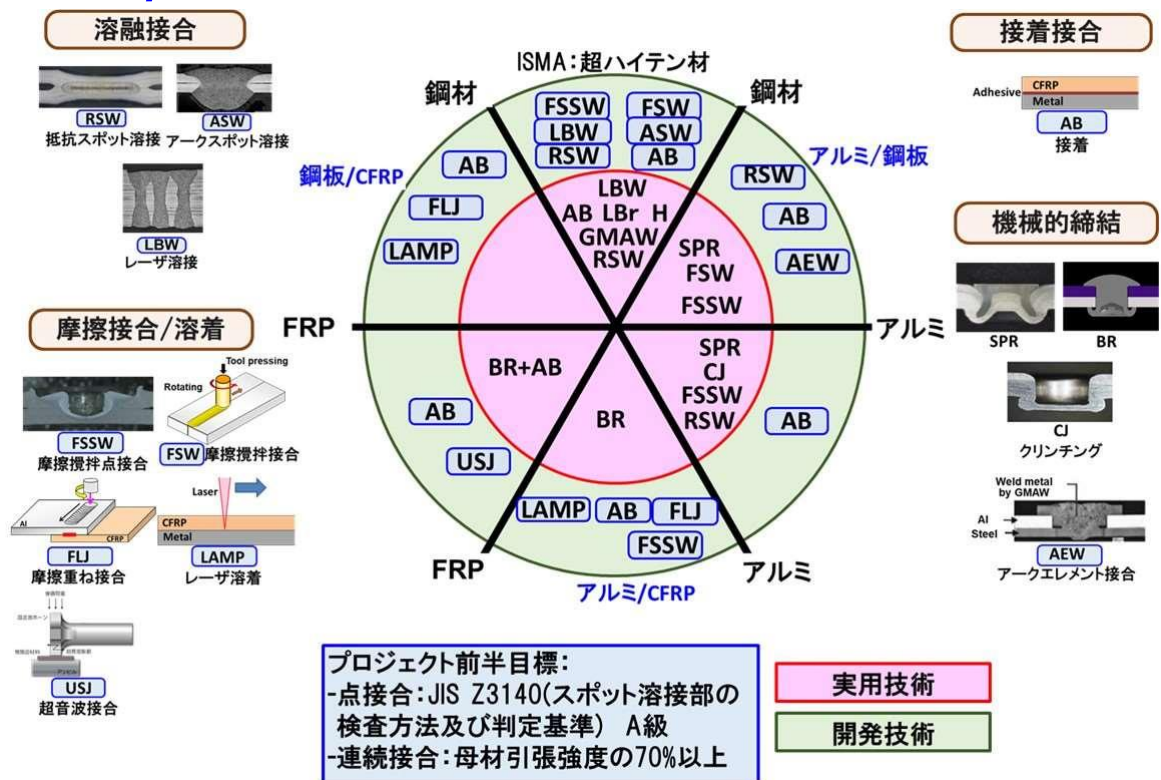 溶融接合
RSW
抵抗スポット溶接
ASW
アークスポット溶接
LBW
レーザ溶接
摩擦接合/溶着
FSSW
摩擦攪拌点接合
Tool pressing
Rotating
FSW 摩擦攪拌接合
Al
CFRP
FLJ
摩擦重ね接合
Laser
CFRP
Metal
LAMP
レーザ溶着
USJ
超音波接合
ISMA:超ハイテン材
鋼材
鋼材
アルミ
アルミ
FRP
FRP
鋼板/CFRP
アルミ/鋼板
アルミ/CFRP
FSSW FSW
LBW ASW
RSW AB
LBW
AB LBr H
GMAW
RSW
RSW
AB
AEW
SPR
FSW
FSSW
SPR
CJ
FSSW
RSW
AB
BR
LAMP AB FLJ
FSSW
BR+AB
AB
USJ
AB
FLJ
LAMP
接着接合
Adhesive
CFRP
Metal
AB
接着
機械的締結
SPR
BR
CJ
クリンチング
Weld metal
by GMAW
Al
Steel
AEW
アークエレメント接合
プロジェクト前半目標:
-点接合:JIS Z3140(スポット溶接部の
検査方法及び判定基準) A級
-連続接合:母材引張強度の70%以上
実用技術
開発技術